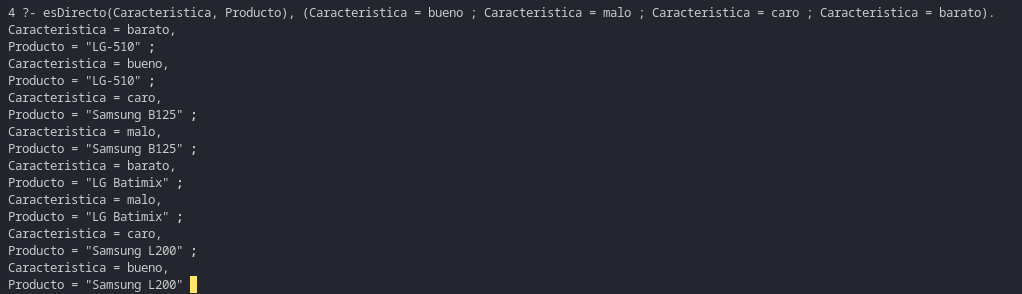 4 ?- esDirecto(Caracteristica, Producto), (Caracteristica = bueno ; Caracteristica = malo ; Caracteristica = caro ; Caracteristica = barato).
Caracteristica = barato,
Producto = "LG-510" ;
Caracteristica = bueno,
Producto = "LG-510" ;
Caracteristica = caro,
Producto = "Samsung B125" ;
Caracteristica = malo,
Producto = "Samsung B125" ;
Caracteristica = barato,
Producto = "LG Batimix" ;
Caracteristica = malo,
Producto = "LG Batimix" ;
Caracteristica = caro,
Producto = "Samsung L200" ;
Caracteristica = bueno,
Producto = "Samsung L200"